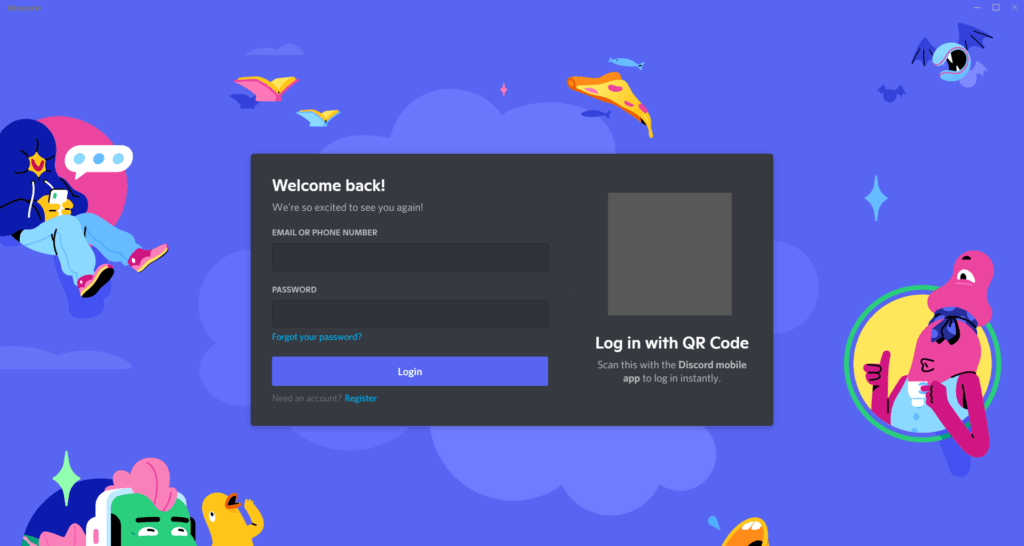 Welcome back!
We're so excited to see you again!
EMAIL OR PHONE NUMBER
PASSWORD
Forgot your password?
Login
Need an account? Register
Log in with QR Code
Scan this with the Discord mobile
app to log in instantly.